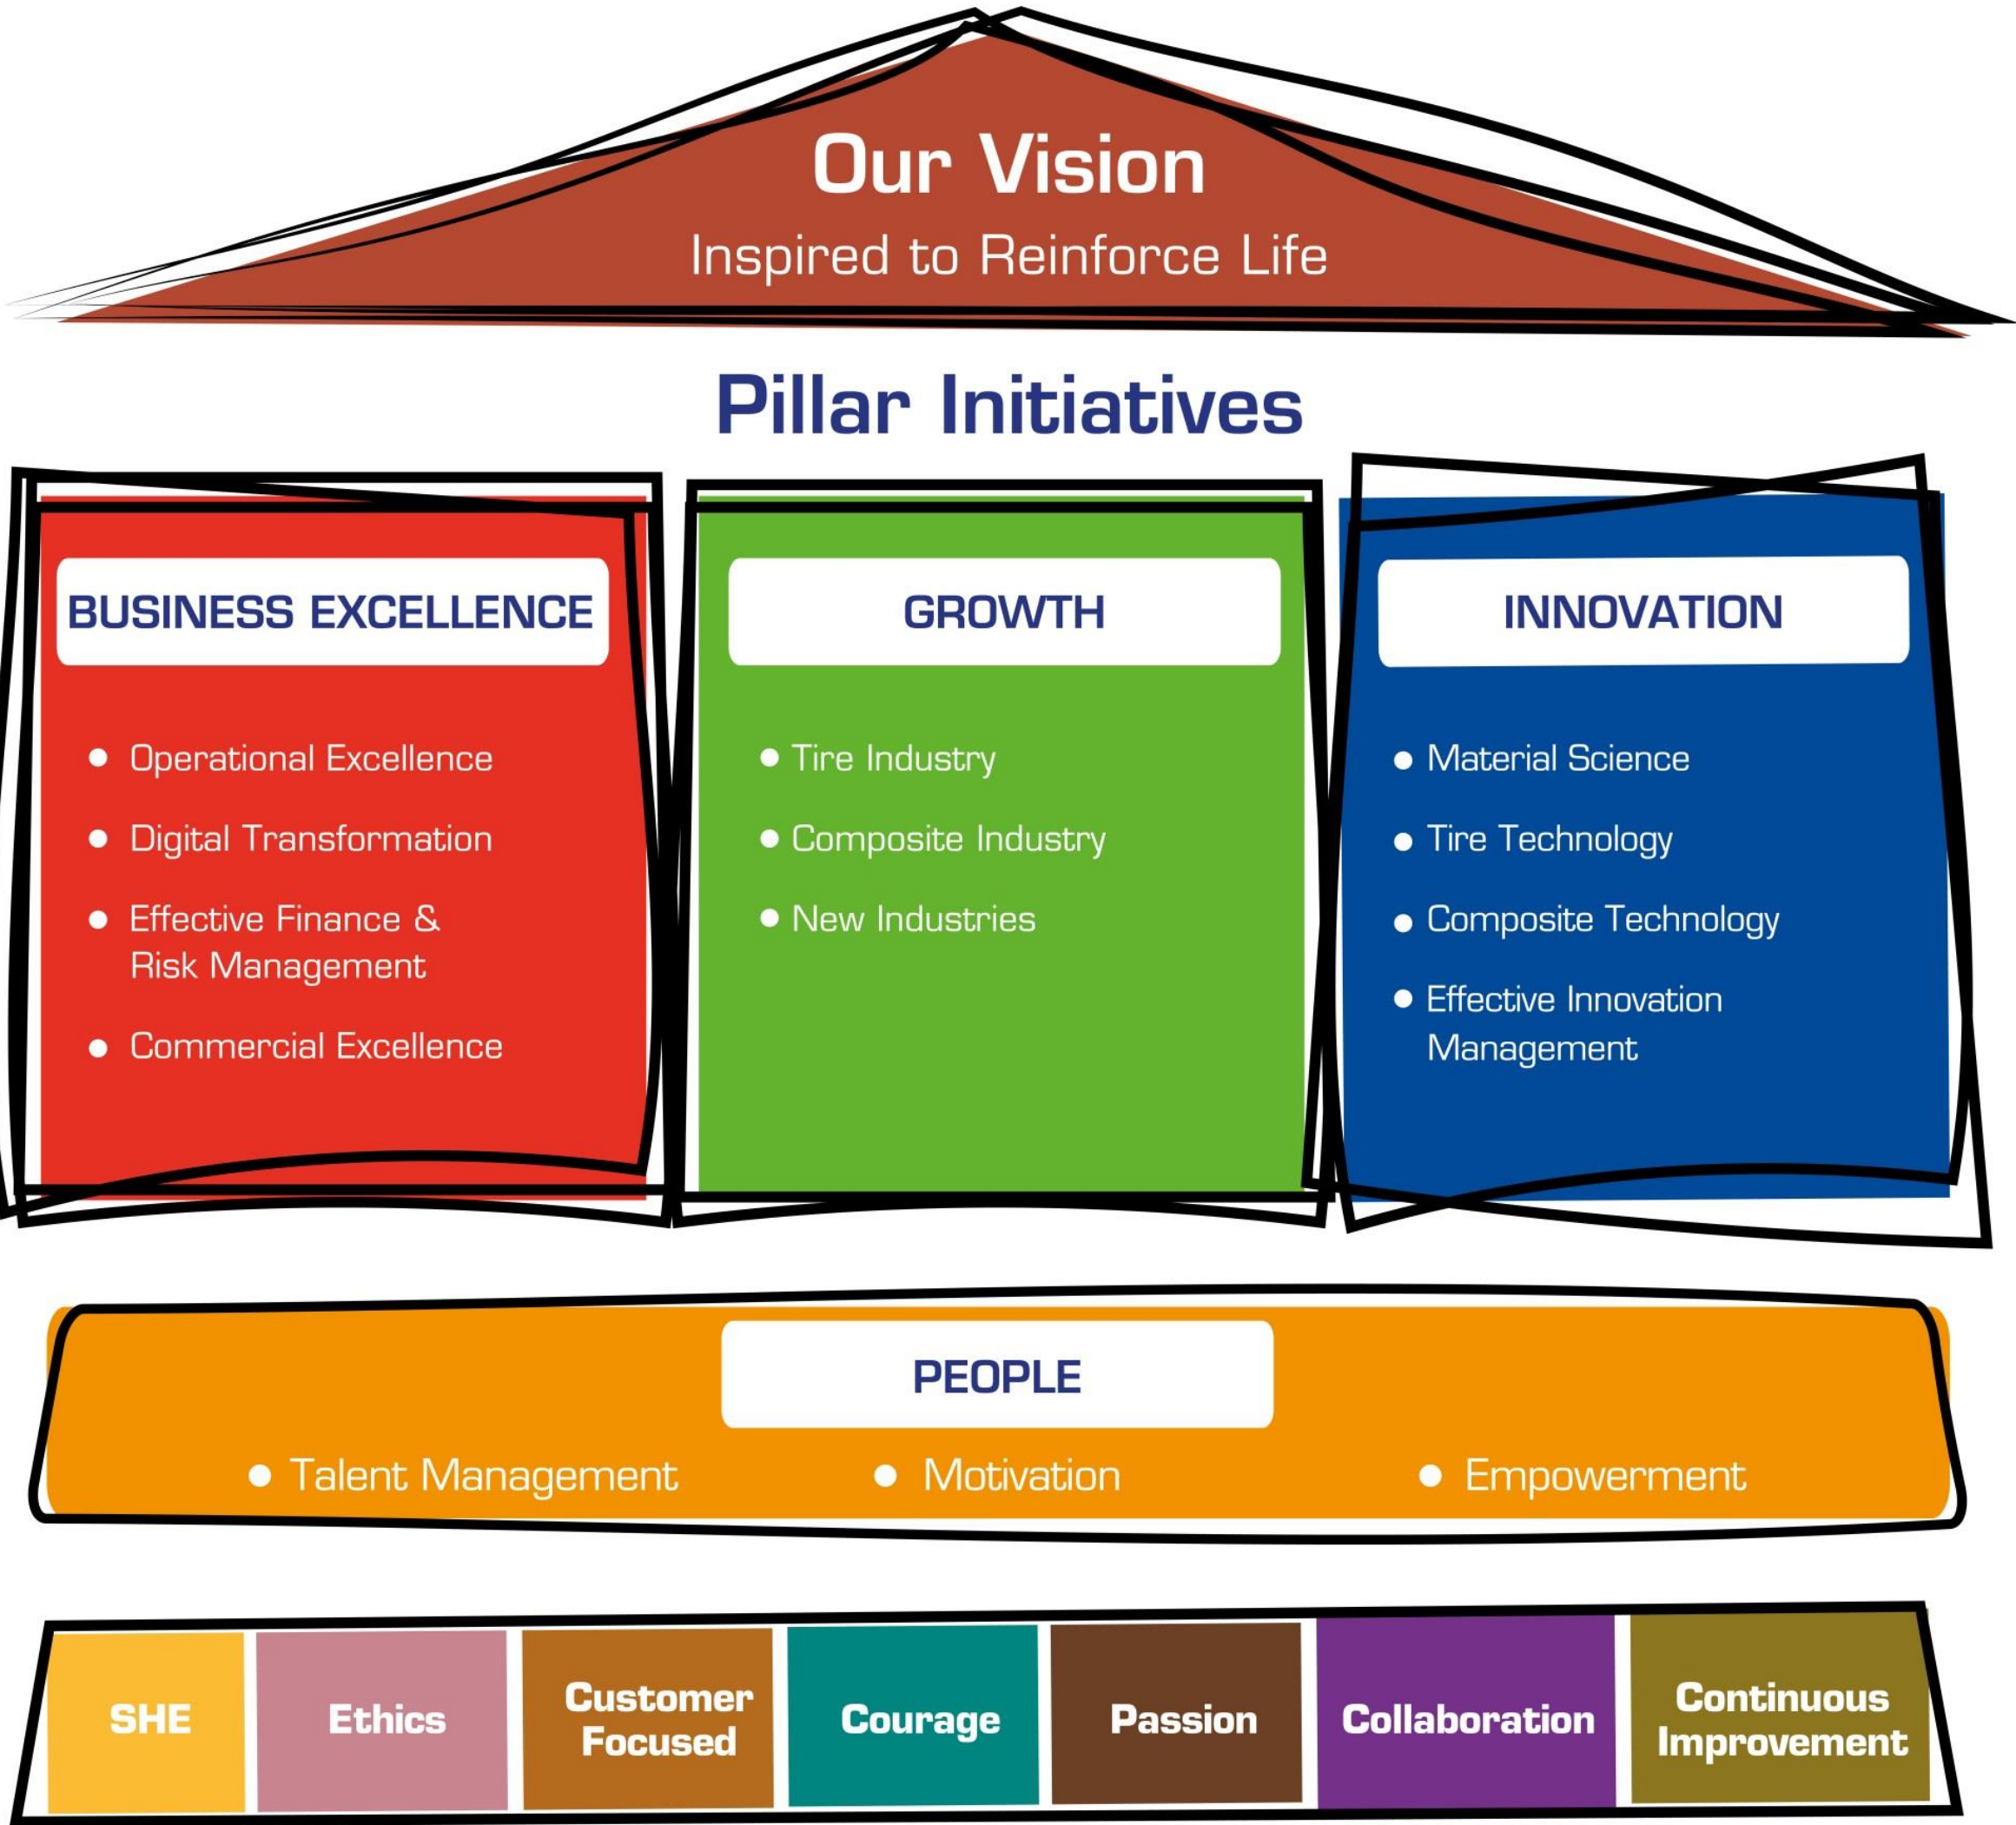 Our Vision
Inspired to Reinforce Life
Pillar Initiatives
BUSINESS EXCELLENCE
Operational Excellence
Digital Transformation
Effective Finance &
Risk Management
Commercial Excellence
GROWTH
Tire Industry
Composite Industry
New Industries
INNOVATION
Material Science
Tire Technology
Composite Technology
Effective Innovation
Management
PEOPLE
Talent Management
Motivation
Empowerment
SHE
Ethics
Customer
Focused
Courage
Passion
Collaboration
Continuous
Improvement